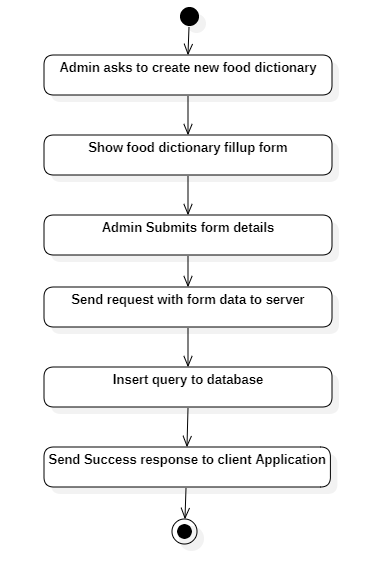 Admin asks to create new food dictionary
Show food dictionary fillup form
Admin Submits form details
Send request with form data to server
Insert query to database
Send Success response to client Application